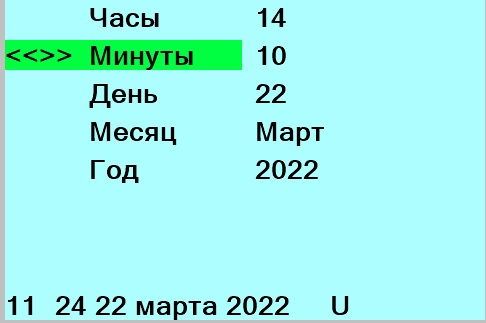 Часы 14
<<>> Минуты 10
День 22
Месяц Март
Год 2022
11 24 22 марта 2022 U